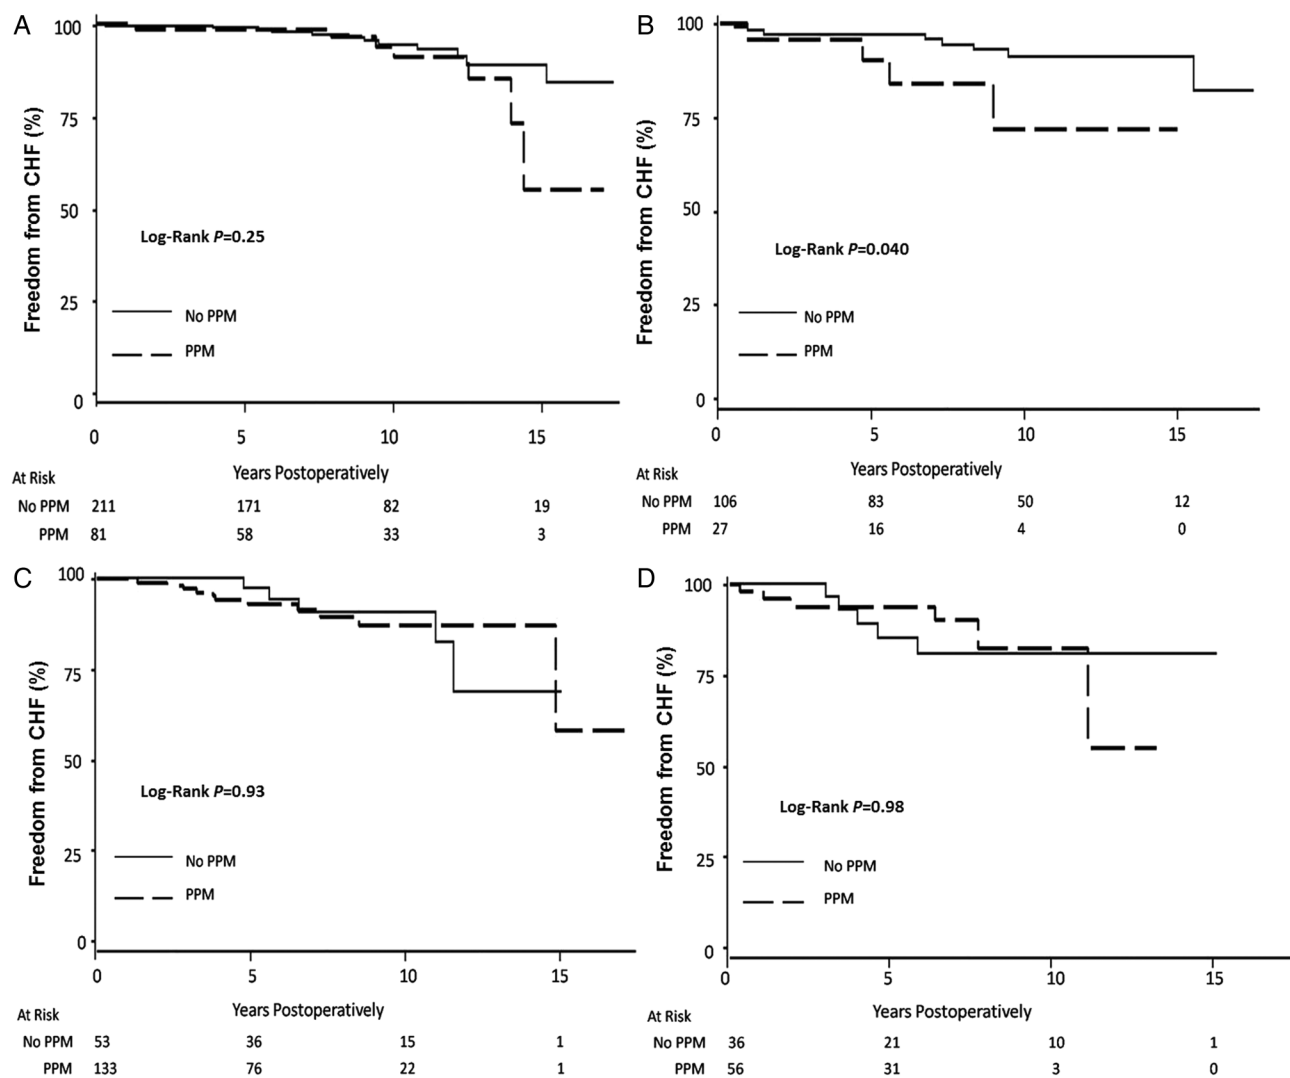 A
Freedom from CHF (%)
100
75
50
25
0
Log-Rank P=0.25
No PPM
PPM
0 5 10 15
Years Postoperatively
At Risk
No PPM 211 171 82 19
PPM 81 58 33 3
B
Freedom from CHF (%)
100
75
50
25
0
Log-Rank P=0.040
No PPM
PPM
0 5 10 15
Years Postoperatively
At Risk
No PPM 106 83 50 12
PPM 27 16 4 0
C
Freedom from CHF (%)
100
75
50
25
0
Log-Rank P=0.93
No PPM
PPM
0 5 10 15
Years Postoperatively
At Risk
No PPM 53 36 15 1
PPM 133 76 22 1
D
Freedom from CHF (%)
100
75
50
25
0
Log-Rank P=0.98
No PPM
PPM
0 5 10 15
Years Postoperatively
At Risk
No PPM 36 21 10 1
PPM 56 31 3 0